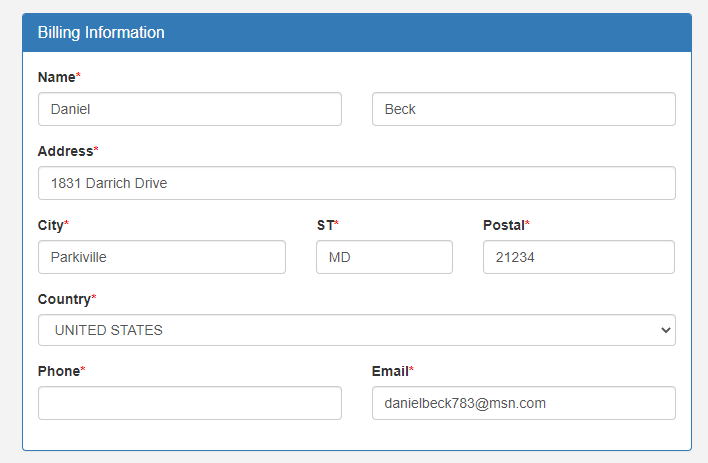 Billing Information
Name*
Daniel Beck
Address*
1831 Darrich Drive
City* ST* Postal*
Parkiville MD 21234
Country*
UNITED STATES
Phone* Email*
danielbeck783@msn.com